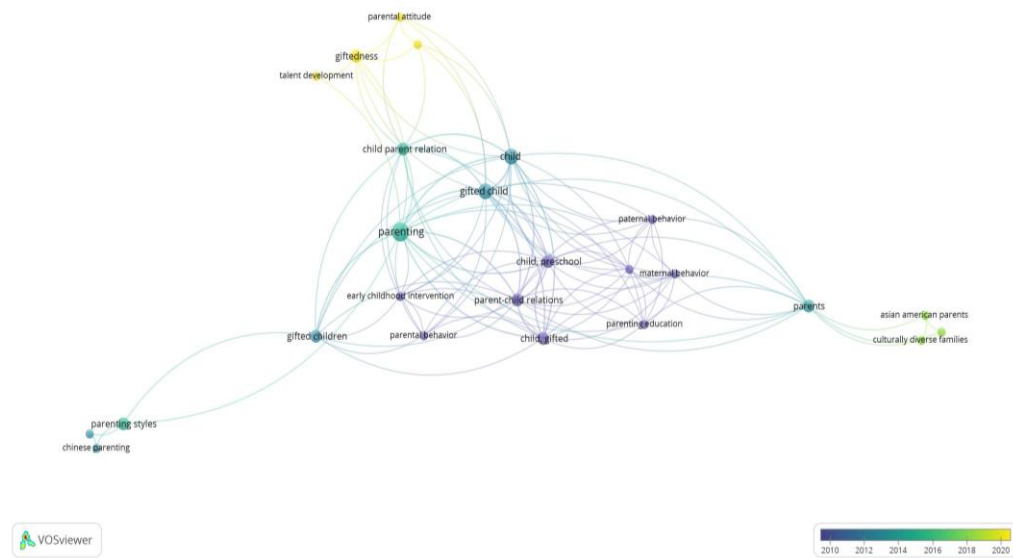 parental attitude
giftedness
talent development
child parent relation
child
gifted child
paternal behavior
parenting
child, preschool
maternal behavior
early childhood intervention
parent-child relations
parents
asian american parents
parenting education
gifted children
parental behavior
child, gifted
culturally diverse families
parenting styles
chinese parenting
VOSviewer
2010 2012 2014 2016 2018 2020